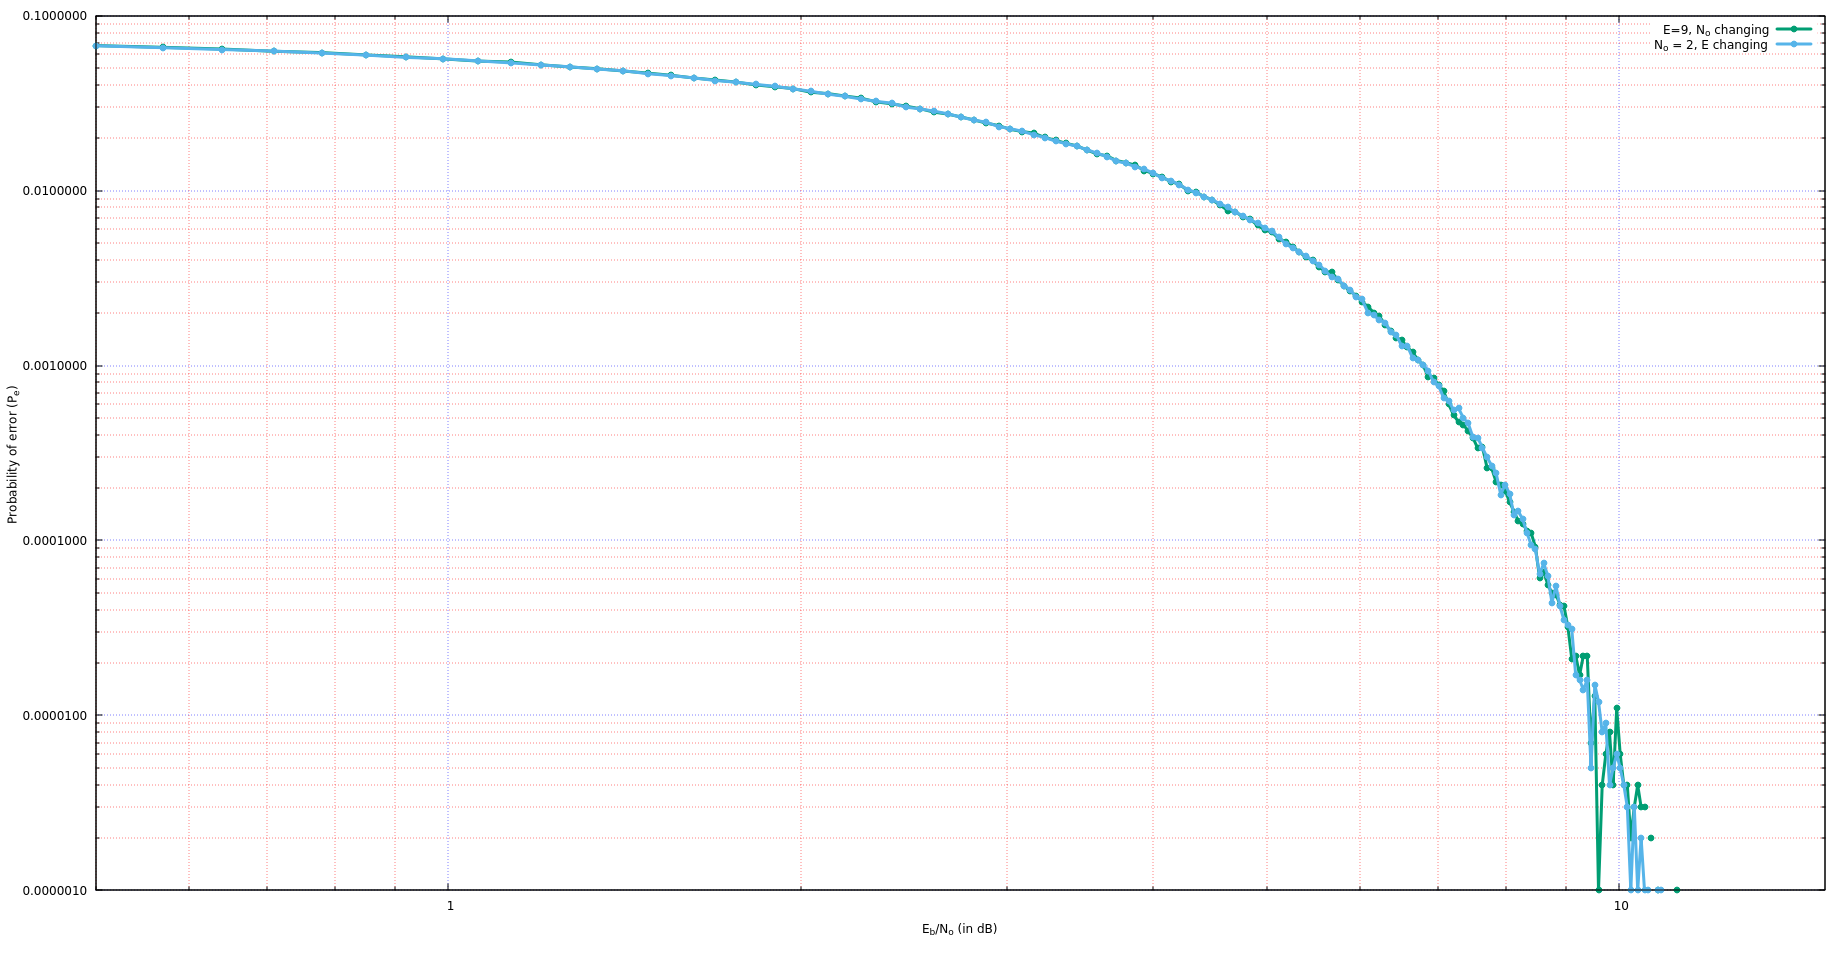 0.1000000
E=9, Nₒ changing
Nₒ = 2, E changing
0.0100000
0.0010000
Probability of error (Pₑ)
0.0001000
0.0000100
0.0000010
1
10
E_b/Nₒ (in dB)